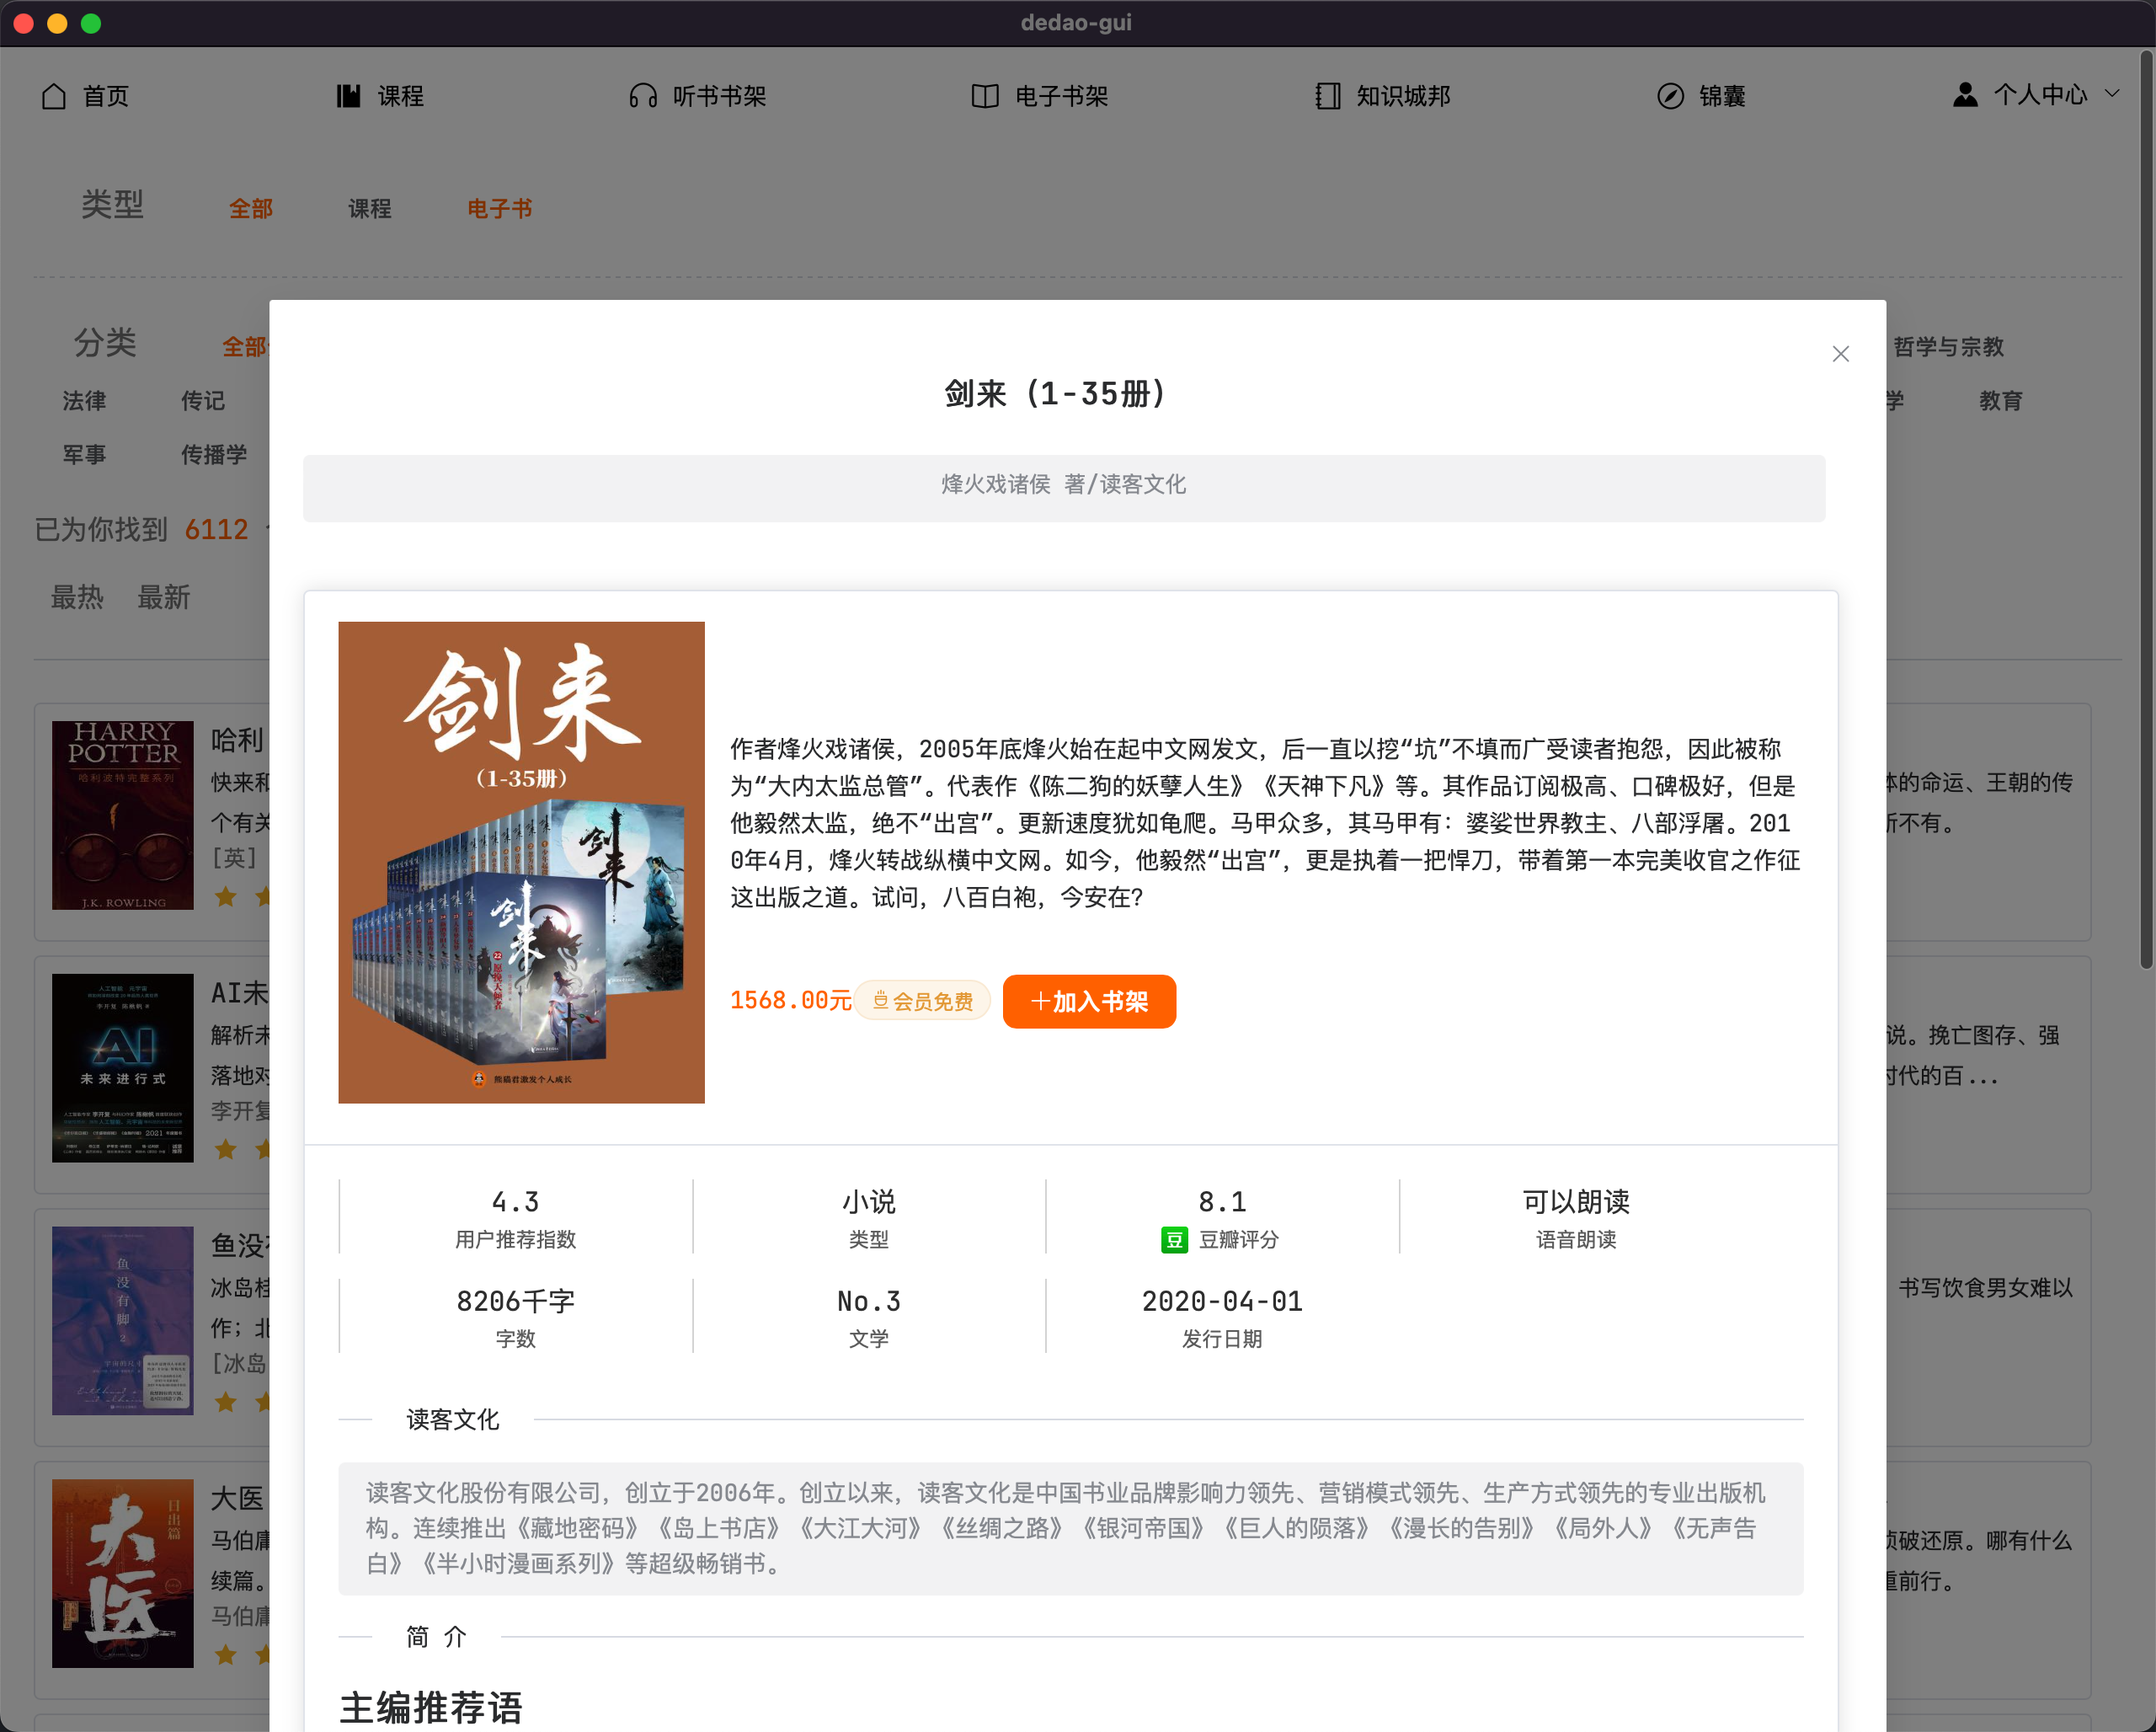 dedao-gui
首页
课程
听书书架
电子书架
知识城邦
锦囊
个人中心
类型
全部
课程
电子书
分类
全部
哲学与宗教
法律
传记
学
教育
军事
传播学
已为你找到 6112
最热
最新
剑来（1-35册）
烽火戏诸侯 著/读客文化
剑来
（1-35册）
剑来
剑来
熊猫君激发个人成长
作者烽火戏诸侯，2005年底烽火始在起中文网发文，后一直以挖“坑”不填而广受读者抱怨，因此被称
为“大内太监总管”。代表作《陈二狗的妖孽人生》《天神下凡》等。其作品订阅极高、口碑极好，但是
他毅然太监，绝不“出宫”。更新速度犹如龟爬。马甲众多，其马甲有：婆娑世界教主、八部浮屠。201
0年4月，烽火转战纵横中文网。如今，他毅然“出宫”，更是执着一把悍刀，带着第一本完美收官之作征
这出版之道。试问，八百白袍，今安在?
1568.00元
会员免费
+加入书架
4.3
用户推荐指数
小说
类型
8.1
豆 豆瓣评分
可以朗读
语音朗读
8206千字
字数
No.3
文学
2020-04-01
发行日期
读客文化
读客文化股份有限公司，创立于2006年。创立以来，读客文化是中国书业品牌影响力领先、营销模式领先、生产方式领先的专业出版机
构。连续推出《藏地密码》《岛上书店》《大江大河》《丝绸之路》《银河帝国》《巨人的陨落》《漫长的告别》《局外人》《无声告
白》《半小时漫画系列》等超级畅销书。
简 介
主编推荐语
HARRY
POTTER
哈利波特完整系列
J.K. ROWLING
哈利
快来和
个有关
[英]
AI
未来进行式
AI未
解析未
落地对
李开复
鱼
没
有
脚
2
鱼没有
冰岛桂
作；北
[冰岛
日出篇
大医
大医
马伯庸
续篇。
马伯庸
体的命运、王朝的传
所不有。
说。挽亡图存、强
时代的百...
书写饮食男女难以
侦破还原。哪有什么
重前行。